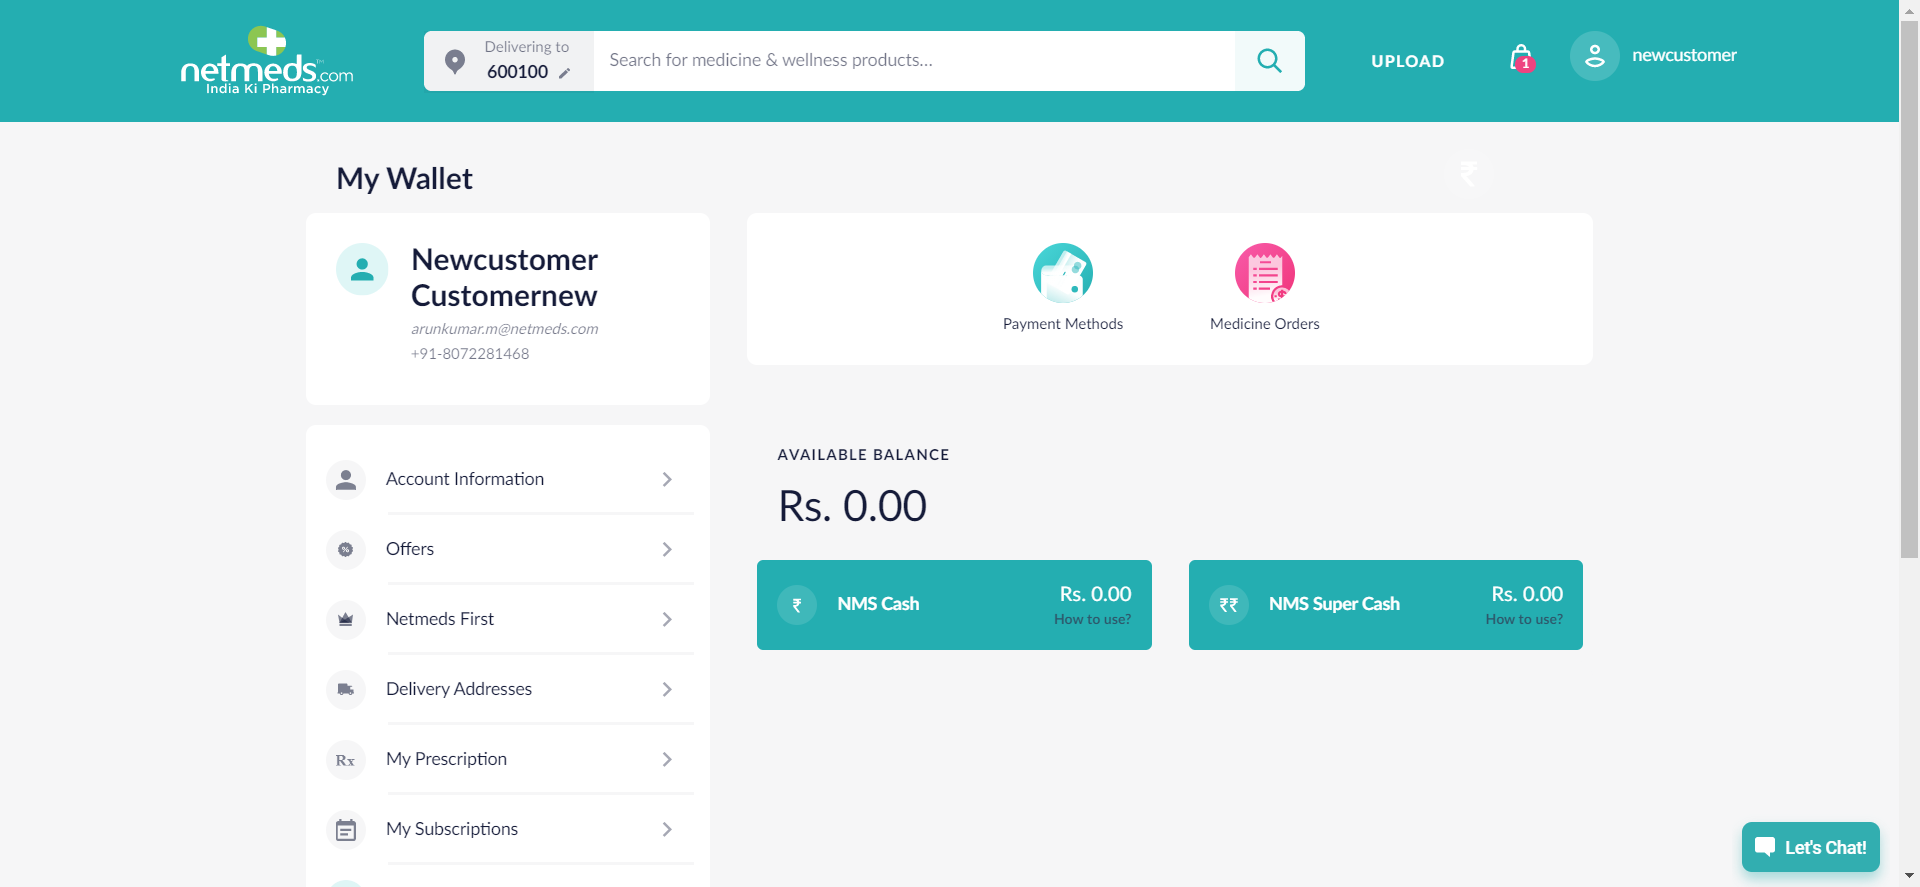 netmeds.com
India Ki Pharmacy
Delivering to
600100
Search for medicine & wellness products...
UPLOAD
1
newcustomer
My Wallet
₹
Newcustomer
Customernew
arunkumar.m@netmeds.com
+91-8072281468
Payment Methods
Medicine Orders
Account Information
Offers
Netmeds First
Delivery Addresses
Rx
My Prescription
My Subscriptions
AVAILABLE BALANCE
Rs. 0.00
₹
NMS Cash
Rs. 0.00
How to use?
₹₹
NMS Super Cash
Rs. 0.00
How to use?
Let's Chat!